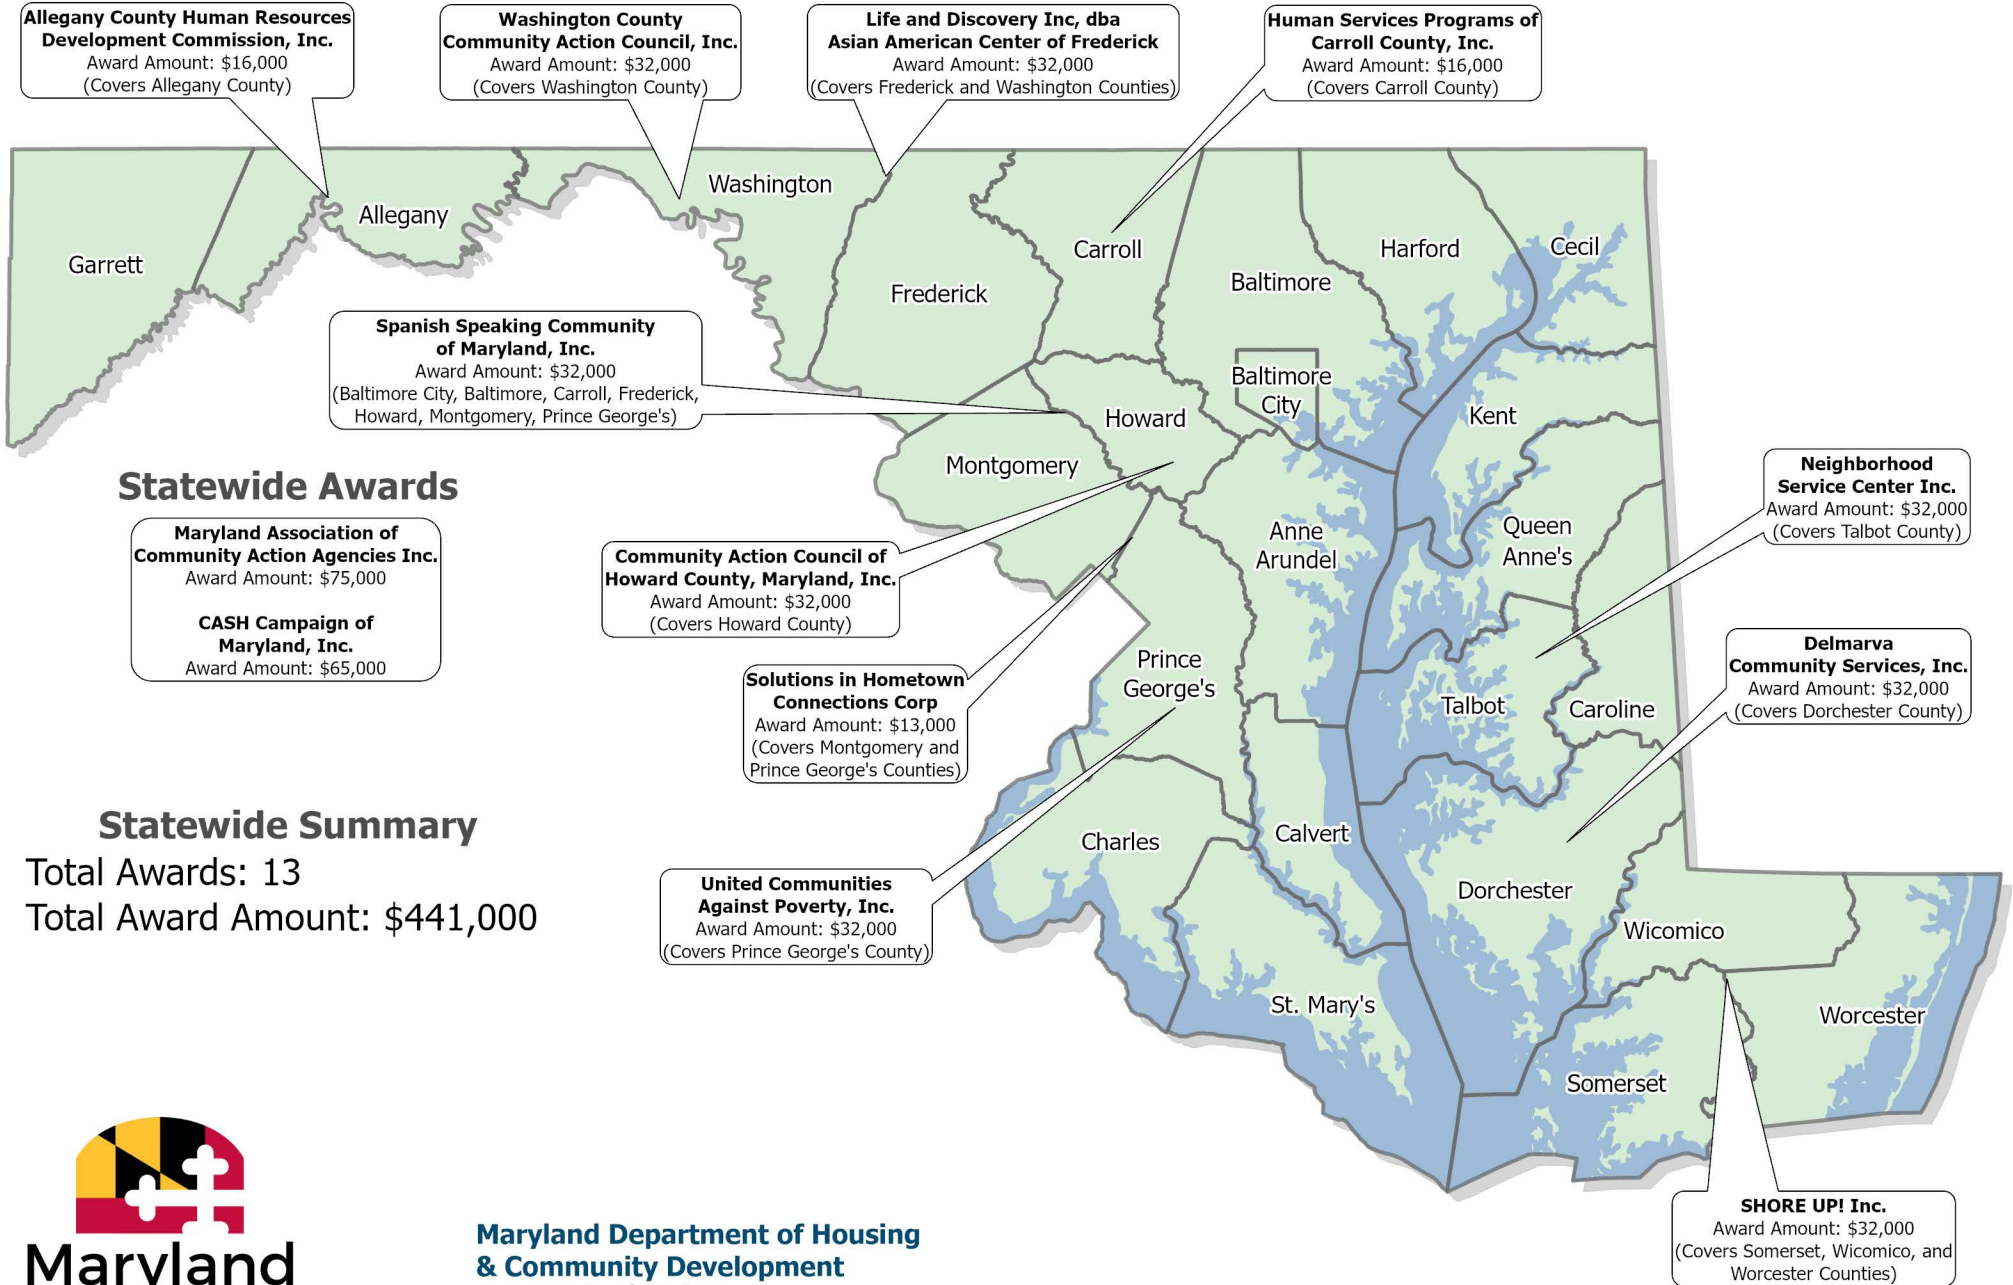 Allegany County Human Resources
Development Commission, Inc.
Award Amount: $16,000
(Covers Allegany County)
Washington County
Community Action Council, Inc.
Award Amount: $32,000
(Covers Washington County)
Life and Discovery Inc, dba
Asian American Center of Frederick
Award Amount: $32,000
(Covers Frederick and Washington Counties)
Human Services Programs of
Carroll County, Inc.
Award Amount: $16,000
(Covers Carroll County)
Garrett
Allegany
Washington
Frederick
Carroll
Baltimore
Harford
Cecil
Spanish Speaking Community
of Maryland, Inc.
Award Amount: $32,000
(Baltimore City, Baltimore, Carroll, Frederick,
Howard, Montgomery, Prince George's)
Baltimore
City
Howard
Kent
Montgomery
Statewide Awards
Maryland Association of
Community Action Agencies Inc.
Award Amount: $75,000
CASH Campaign of
Maryland, Inc.
Award Amount: $65,000
Neighborhood
Service Center Inc.
Award Amount: $32,000
(Covers Talbot County)
Anne
Arundel
Queen
Anne's
Community Action Council of
Howard County, Maryland, Inc.
Award Amount: $32,000
(Covers Howard County)
Delmarva
Community Services, Inc.
Award Amount: $32,000
(Covers Dorchester County)
Prince
George's
Talbot
Caroline
Solutions in Hometown
Connections Corp
Award Amount: $13,000
(Covers Montgomery and
Prince George's Counties)
Statewide Summary
Total Awards: 13
Total Award Amount: $441,000
Charles
Calvert
Dorchester
Wicomico
United Communities
Against Poverty, Inc.
Award Amount: $32,000
(Covers Prince George's County)
St. Mary's
Worcester
Somerset
SHORE UP! Inc.
Award Amount: $32,000
(Covers Somerset, Wicomico, and
Worcester Counties)
Maryland
Maryland Department of Housing
& Community Development